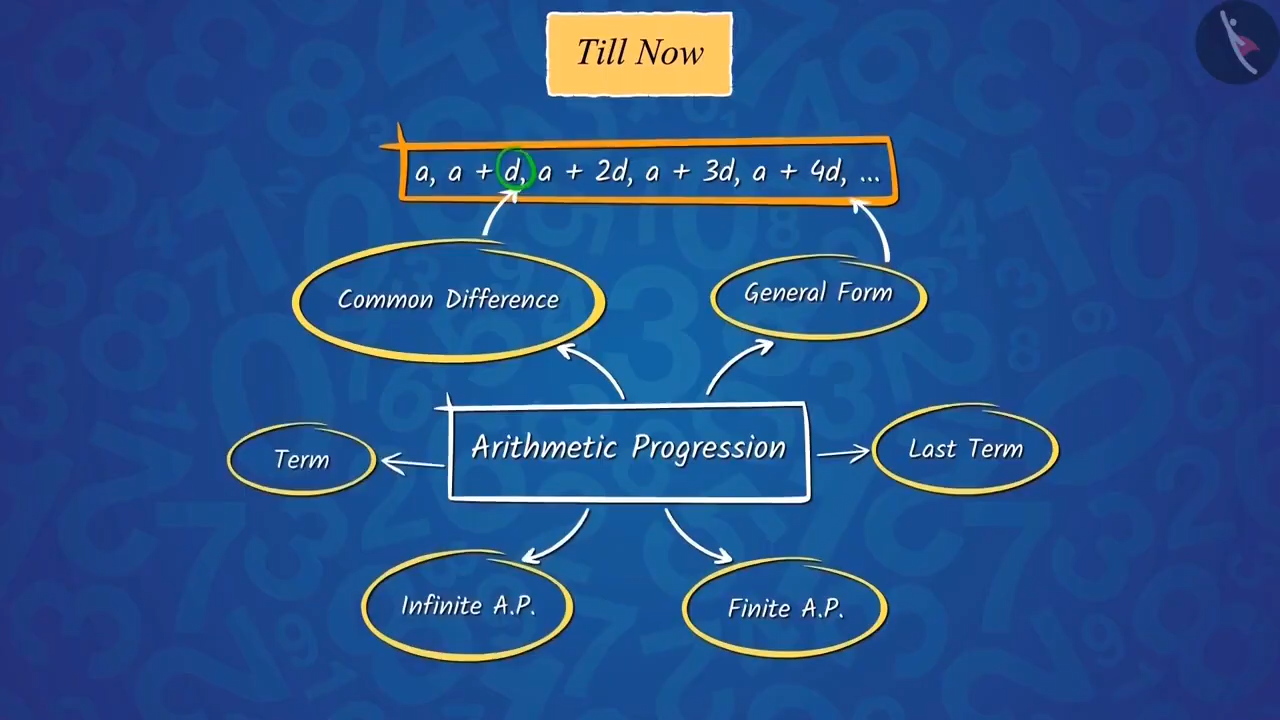 Till Now
a, a + d, a + 2d, a + 3d, a + 4d, ...
Common Difference
General Form
Arithmetic Progression
Term
Last Term
Infinite A.P.
Finite A.P.